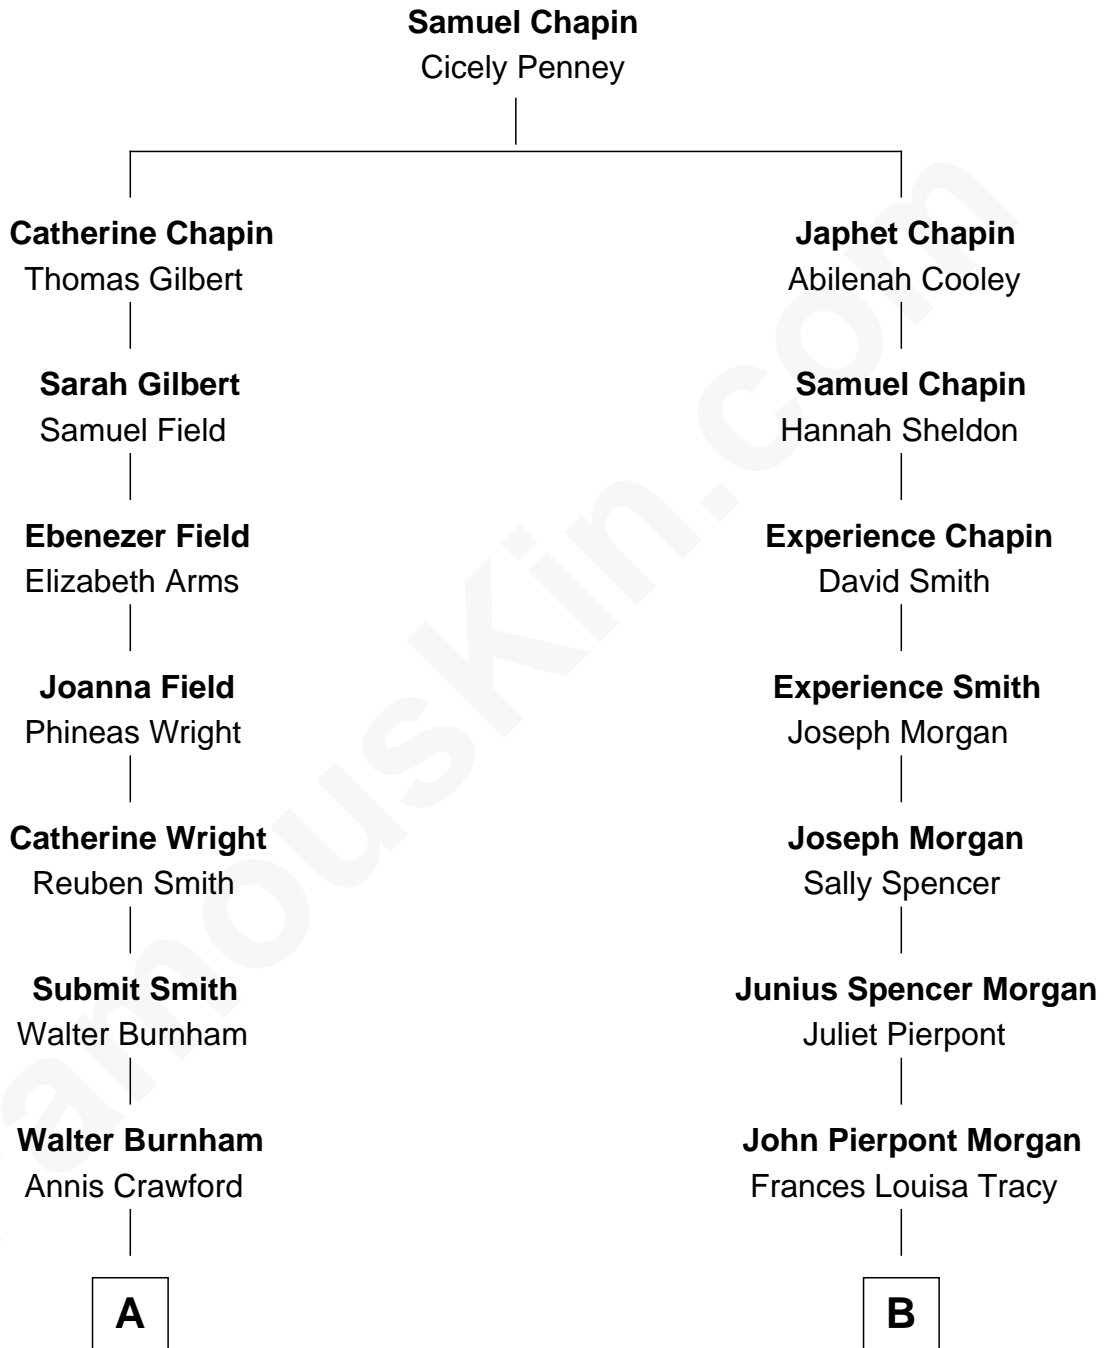 Samuel Chapin
Cicely Penney
Catherine Chapin
Thomas Gilbert
Japhet Chapin
Abilenah Cooley
Sarah Gilbert
Samuel Field
Samuel Chapin
Hannah Sheldon
Ebenezer Field
Elizabeth Arms
Experience Chapin
David Smith
Joanna Field
Phineas Wright
Experience Smith
Joseph Morgan
Catherine Wright
Reuben Smith
Joseph Morgan
Sally Spencer
Submit Smith
Walter Burnham
Junius Spencer Morgan
Juliet Pierpont
Walter Burnham
Annis Crawford
John Pierpont Morgan
Frances Louisa Tracy
A
B
amouskin.com